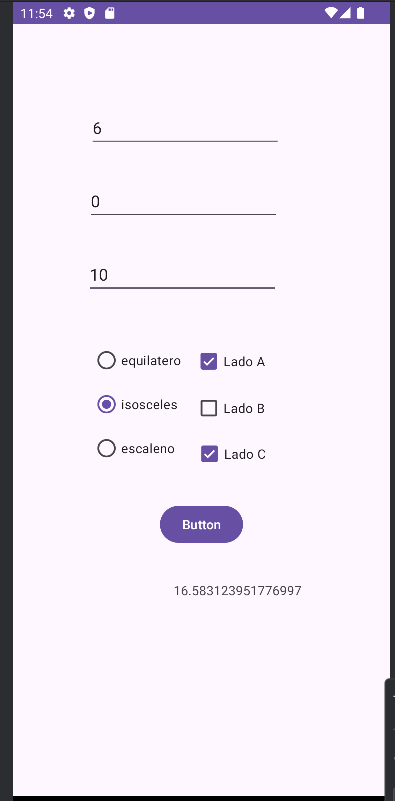 11:54
6
0
10
equilatero Lado A
isosceles Lado B
escaleno Lado C
Button
16.583123951776997